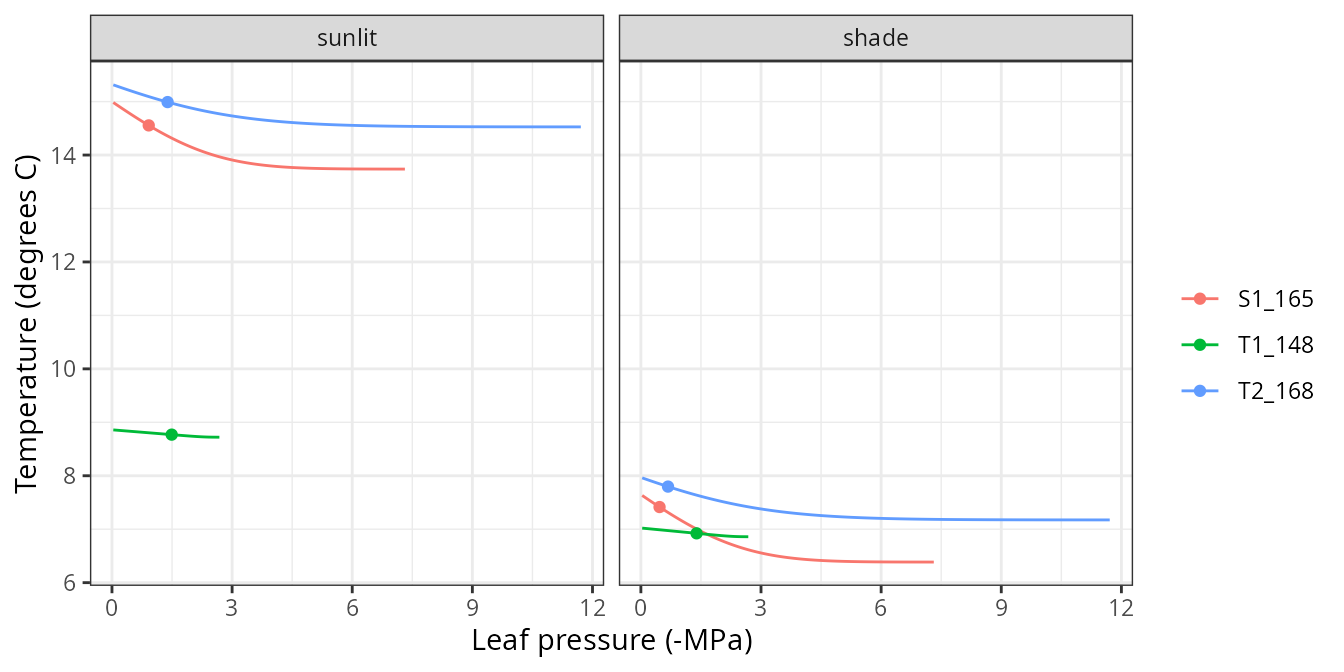 sunlit
shade
Temperature (degrees C)
14
12
10
8
6
0 3 6 9 12
0 3 6 9 12
Leaf pressure (-MPa)
S1_165
T1_148
T2_168